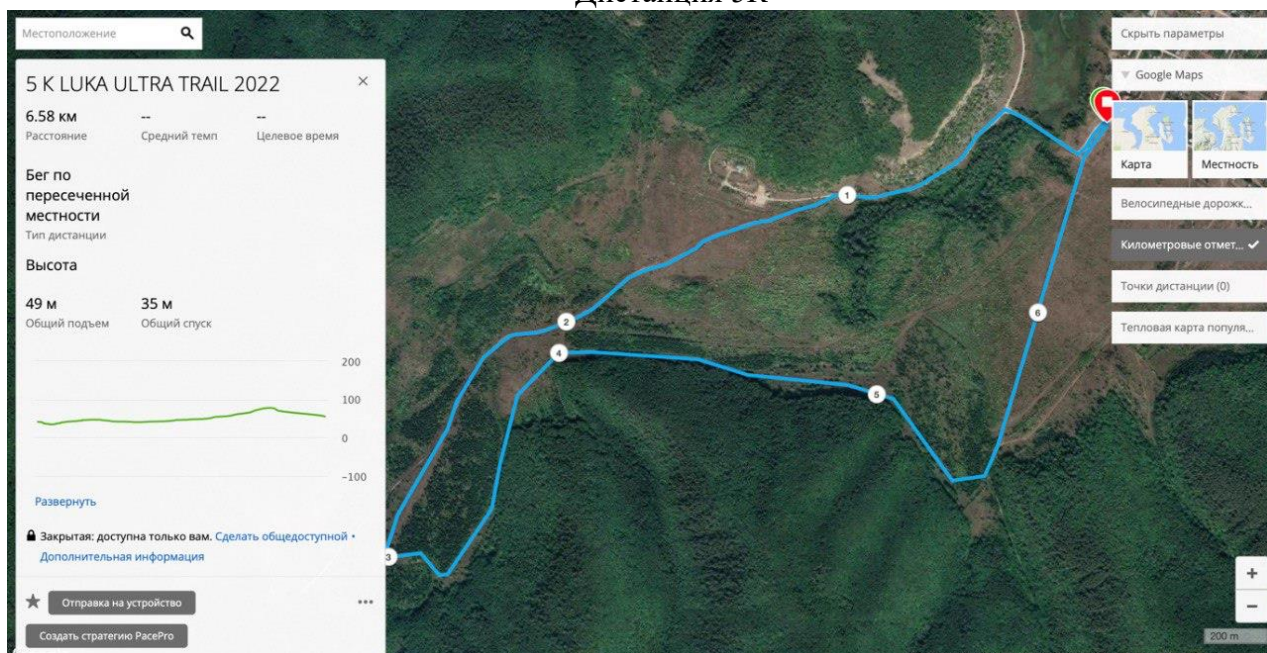 Дистанция 5К
Местоположение
5 K LUKA ULTRA TRAIL 2022
6.58 км
--
--
Расстояние
Средний темп
Целевое время
Бег по
пересеченной
местности
Тип дистанции
Высота
49 м
35 м
Общий подъем
Общий спуск
200
100
0
-100
Развернуть
Закрытая: доступна только вам. Сделать общедоступной •
Дополнительная информация
Отправка на устройство
Создать стратегию PacePro
1
2
3
4
5
6
Скрыть параметры
Google Maps
Карта
Местность
Велосипедные дорожк...
Километровые отмет...
Точки дистанции (0)
Тепловая карта популя...
+
−
200 m